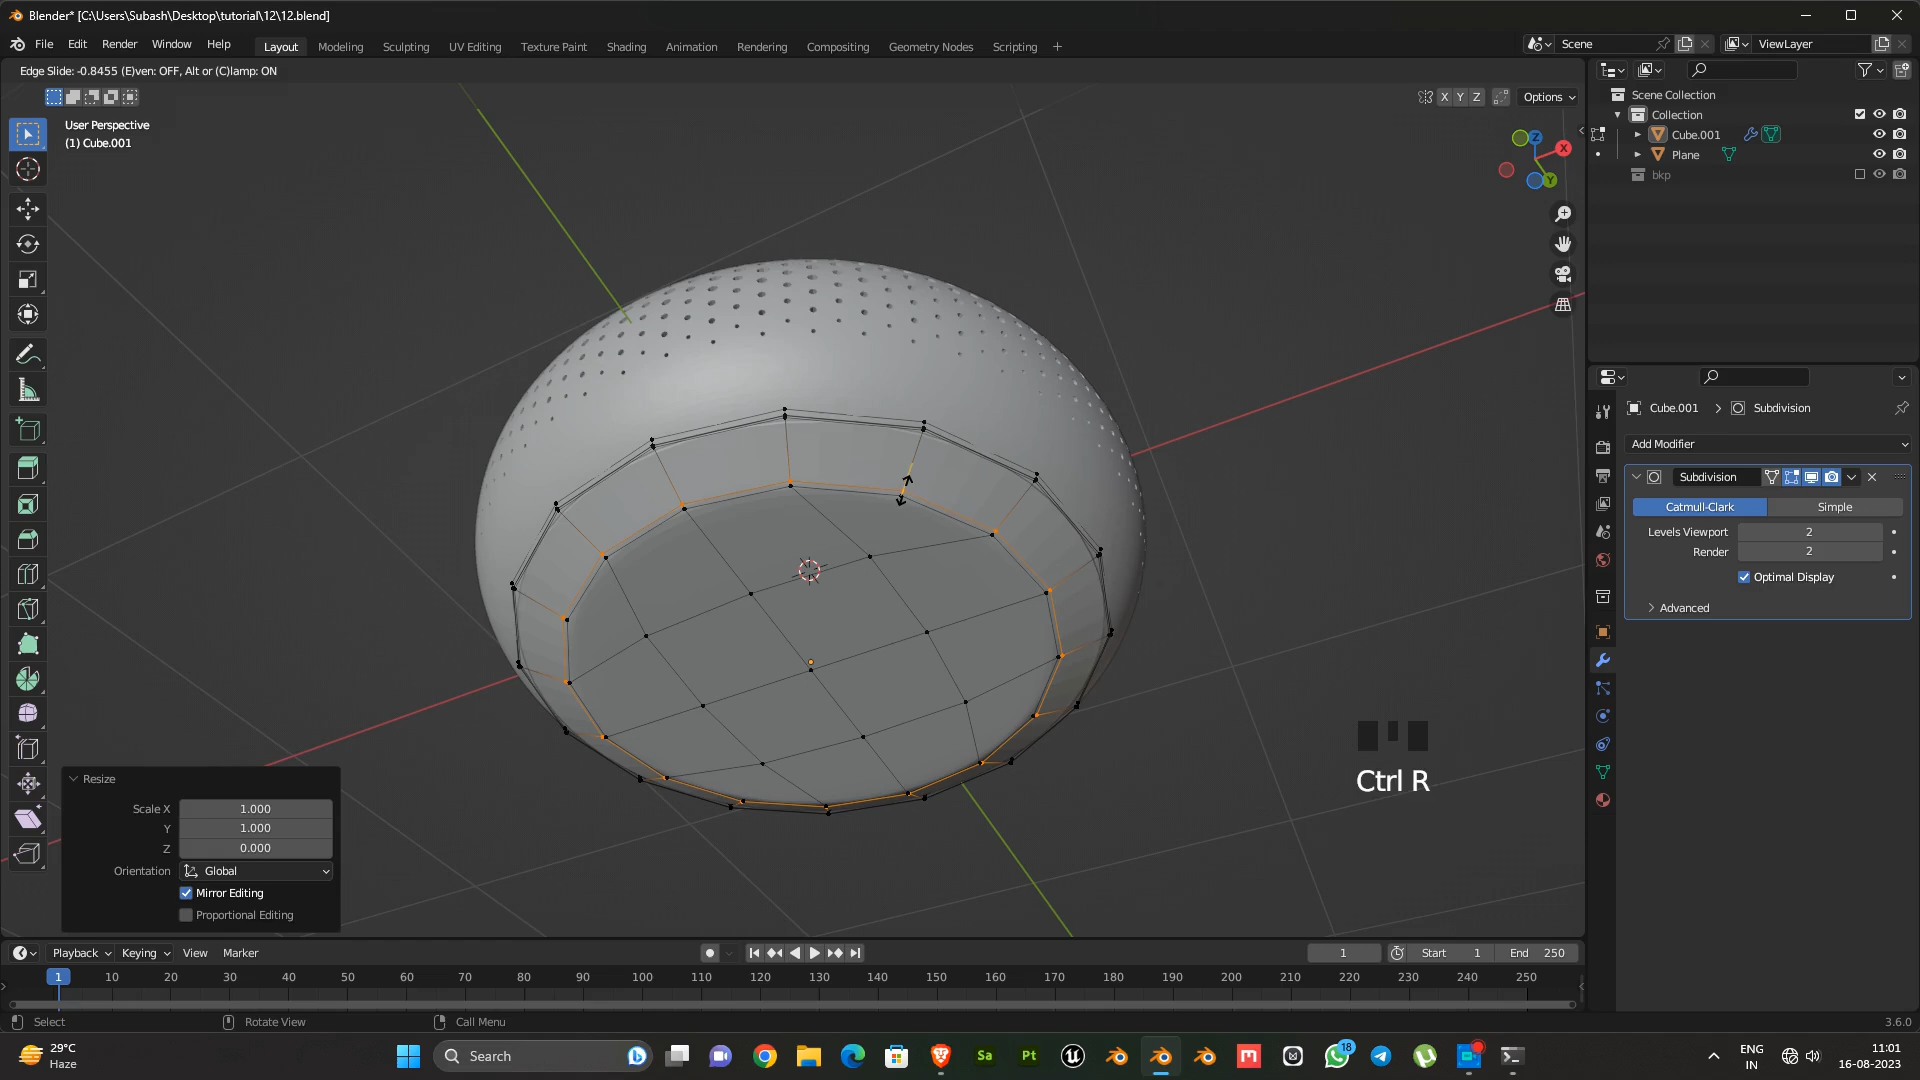 Blender* [C:\Users\Subash\Desktop\tutorial\12\12.blend]
File Edit Render Window Help Layout Modeling Sculpting UV Editing Texture Paint Shading Animation Rendering Compositing Geometry Nodes Scripting + Scene ViewLayer
Edge Slide: -0.8455 (E)ven: OFF, Alt or (C)lamp: ON
X Y Z Options
User Perspective
(1) Cube.001
Scene Collection
Collection
Cube.001
Plane
bkp
Z
X
Y
Cube.001 > Subdivision
Add Modifier
Subdivision
Catmull-Clark Simple
Levels Viewport 2
Render 2
Optimal Display
Advanced
Ctrl R
Resize
Scale X 1.000
Y 1.000
Z 0.000
Orientation Global
Mirror Editing
Proportional Editing
Playback Keying View Marker 1 Start 1 End 250
1 10 20 30 40 50 60 70 80 90 100 110 120 130 140 150 160 170 180 190 200 210 220 230 240 250
Select Rotate View Call Menu 3.6.0
29°C
Haze
Search
Sa
Pt
18
ENG
IN
11:01
16-08-2023